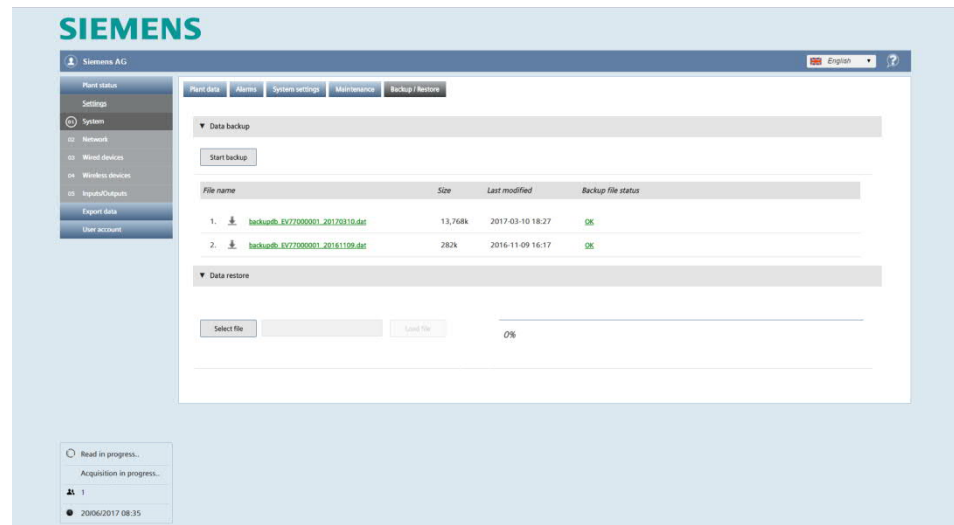 SIEMENS
Siemens AG
English
Plant status
Settings
01 System
02 Network
03 Wired devices
04 Wireless devices
05 Inputs/Outputs
Export data
User account
Plant data Alarms System settings Maintenance Backup / Restore
▼ Data backup
Start backup
File name Size Last modified Backup file status
1. backupdb_EV77000001_20170310.dat 13,768k 2017-03-10 18:27 OK
2. backupdb_EV77000001_20161109.dat 282k 2016-11-09 16:17 OK
▼ Data restore
Select file Load file
0%
Read in progress..
Acquisition in progress..
1
20/06/2017 08:35